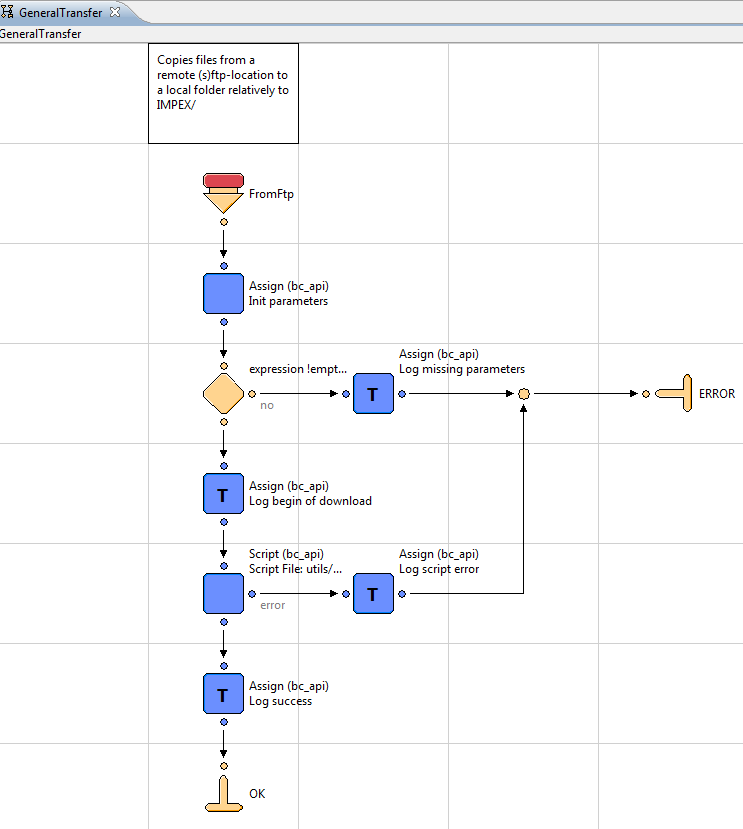 GeneralTransfer
GeneralTransfer
Copies files from a
remote (s)ftp-location to
a local folder relatively to
IMPEX/
FromFtp
Assign (bc_api)
Init parameters
expression !empt...
no
Assign (bc_api)
Log missing parameters
T
ERROR
T
Assign (bc_api)
Log begin of download
Script (bc_api)
Script File: utils/...
error
Assign (bc_api)
Log script error
T
T
Assign (bc_api)
Log success
OK